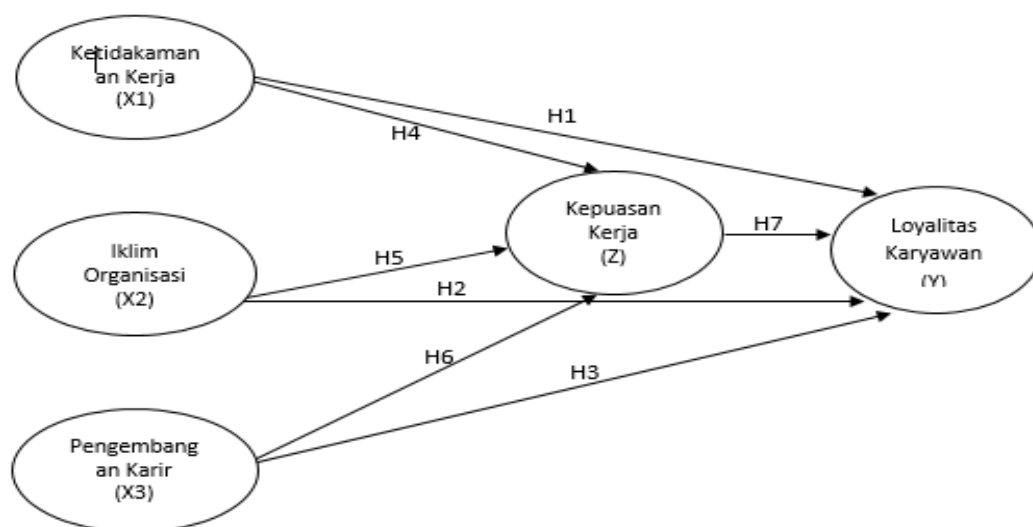 Ketidakaman
an Kerja
(X1)
H1
H4
Kepuasan
Kerja
(Z)
H7
Loyalitas
Karyawan
(Y)
Iklim
Organisasi
(X2)
H5
H2
H6
H3
Pengembang
an Karir
(X3)